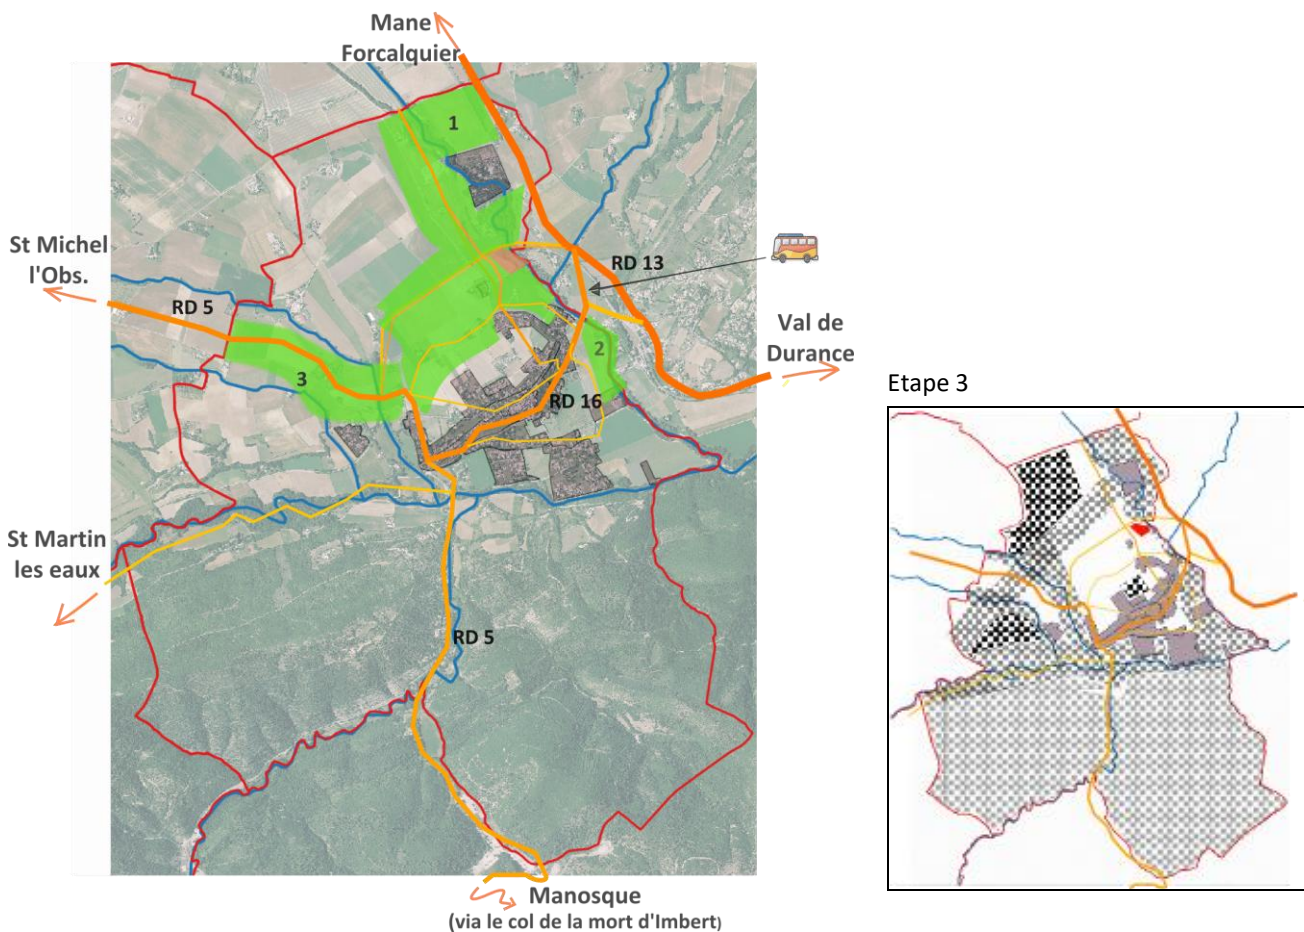 Mane
Forcalquier
1
St Michel
l'Obs.
RD 13
RD 5
Val de
Durance
2
3
Etape 3
RD 16
St Martin
les eaux
RD 5
Manosque
(via le col de la mort d'Imbert)